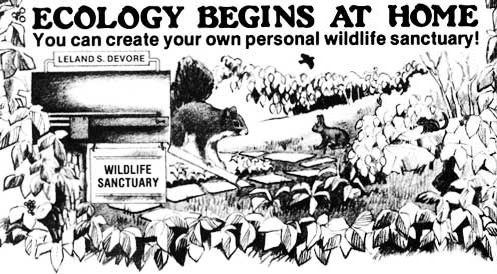 ECOLOGY BEGINS AT HOME
You can create your own personal wildlife sanctuary!
LELAND S. DEVORE
WILDLIFE
SANCTUARY